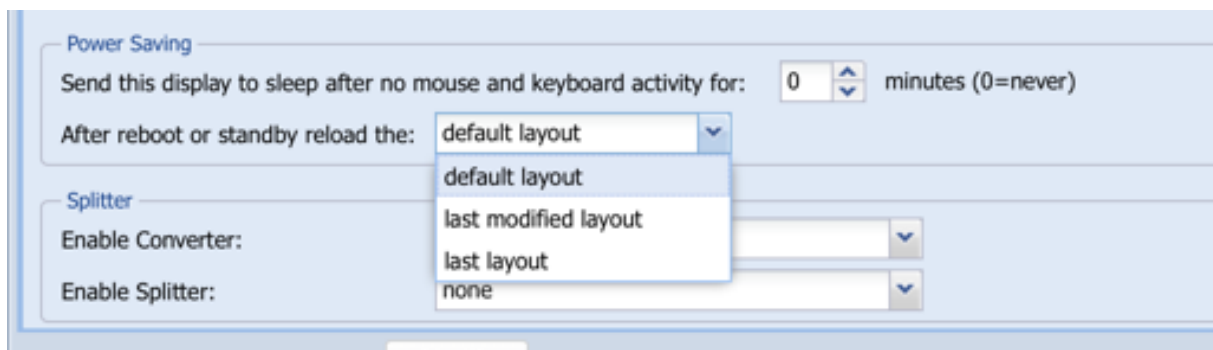 Power Saving
Send this display to sleep after no mouse and keyboard activity for: 0 minutes (0=never)
After reboot or standby reload the: default layout
default layout
last modified layout
last layout
Splitter
Enable Converter:
Enable Splitter: none